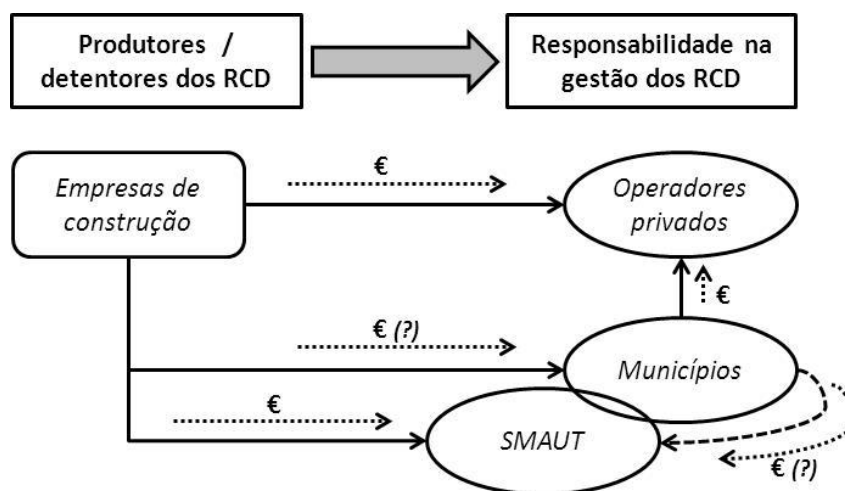 Produtores /
detentores dos RCD
Responsabilidade na
gestão dos RCD
Empresas de
construção
€
Operadores
privados
€
€ (?)
Municípios
€
SMAUT
€ (?)